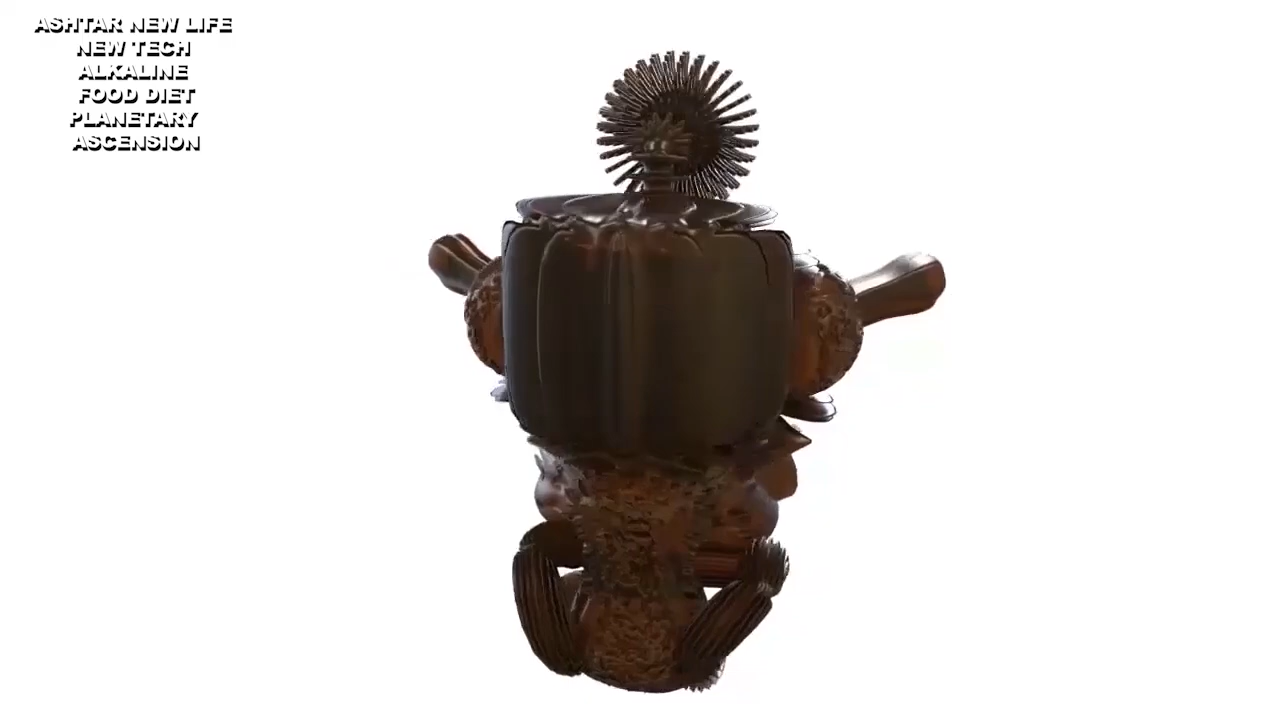 ASHTAR NEW LIFE
NEW TECH
ALKALINE
FOOD DIET
PLANETARY
ASCENSION